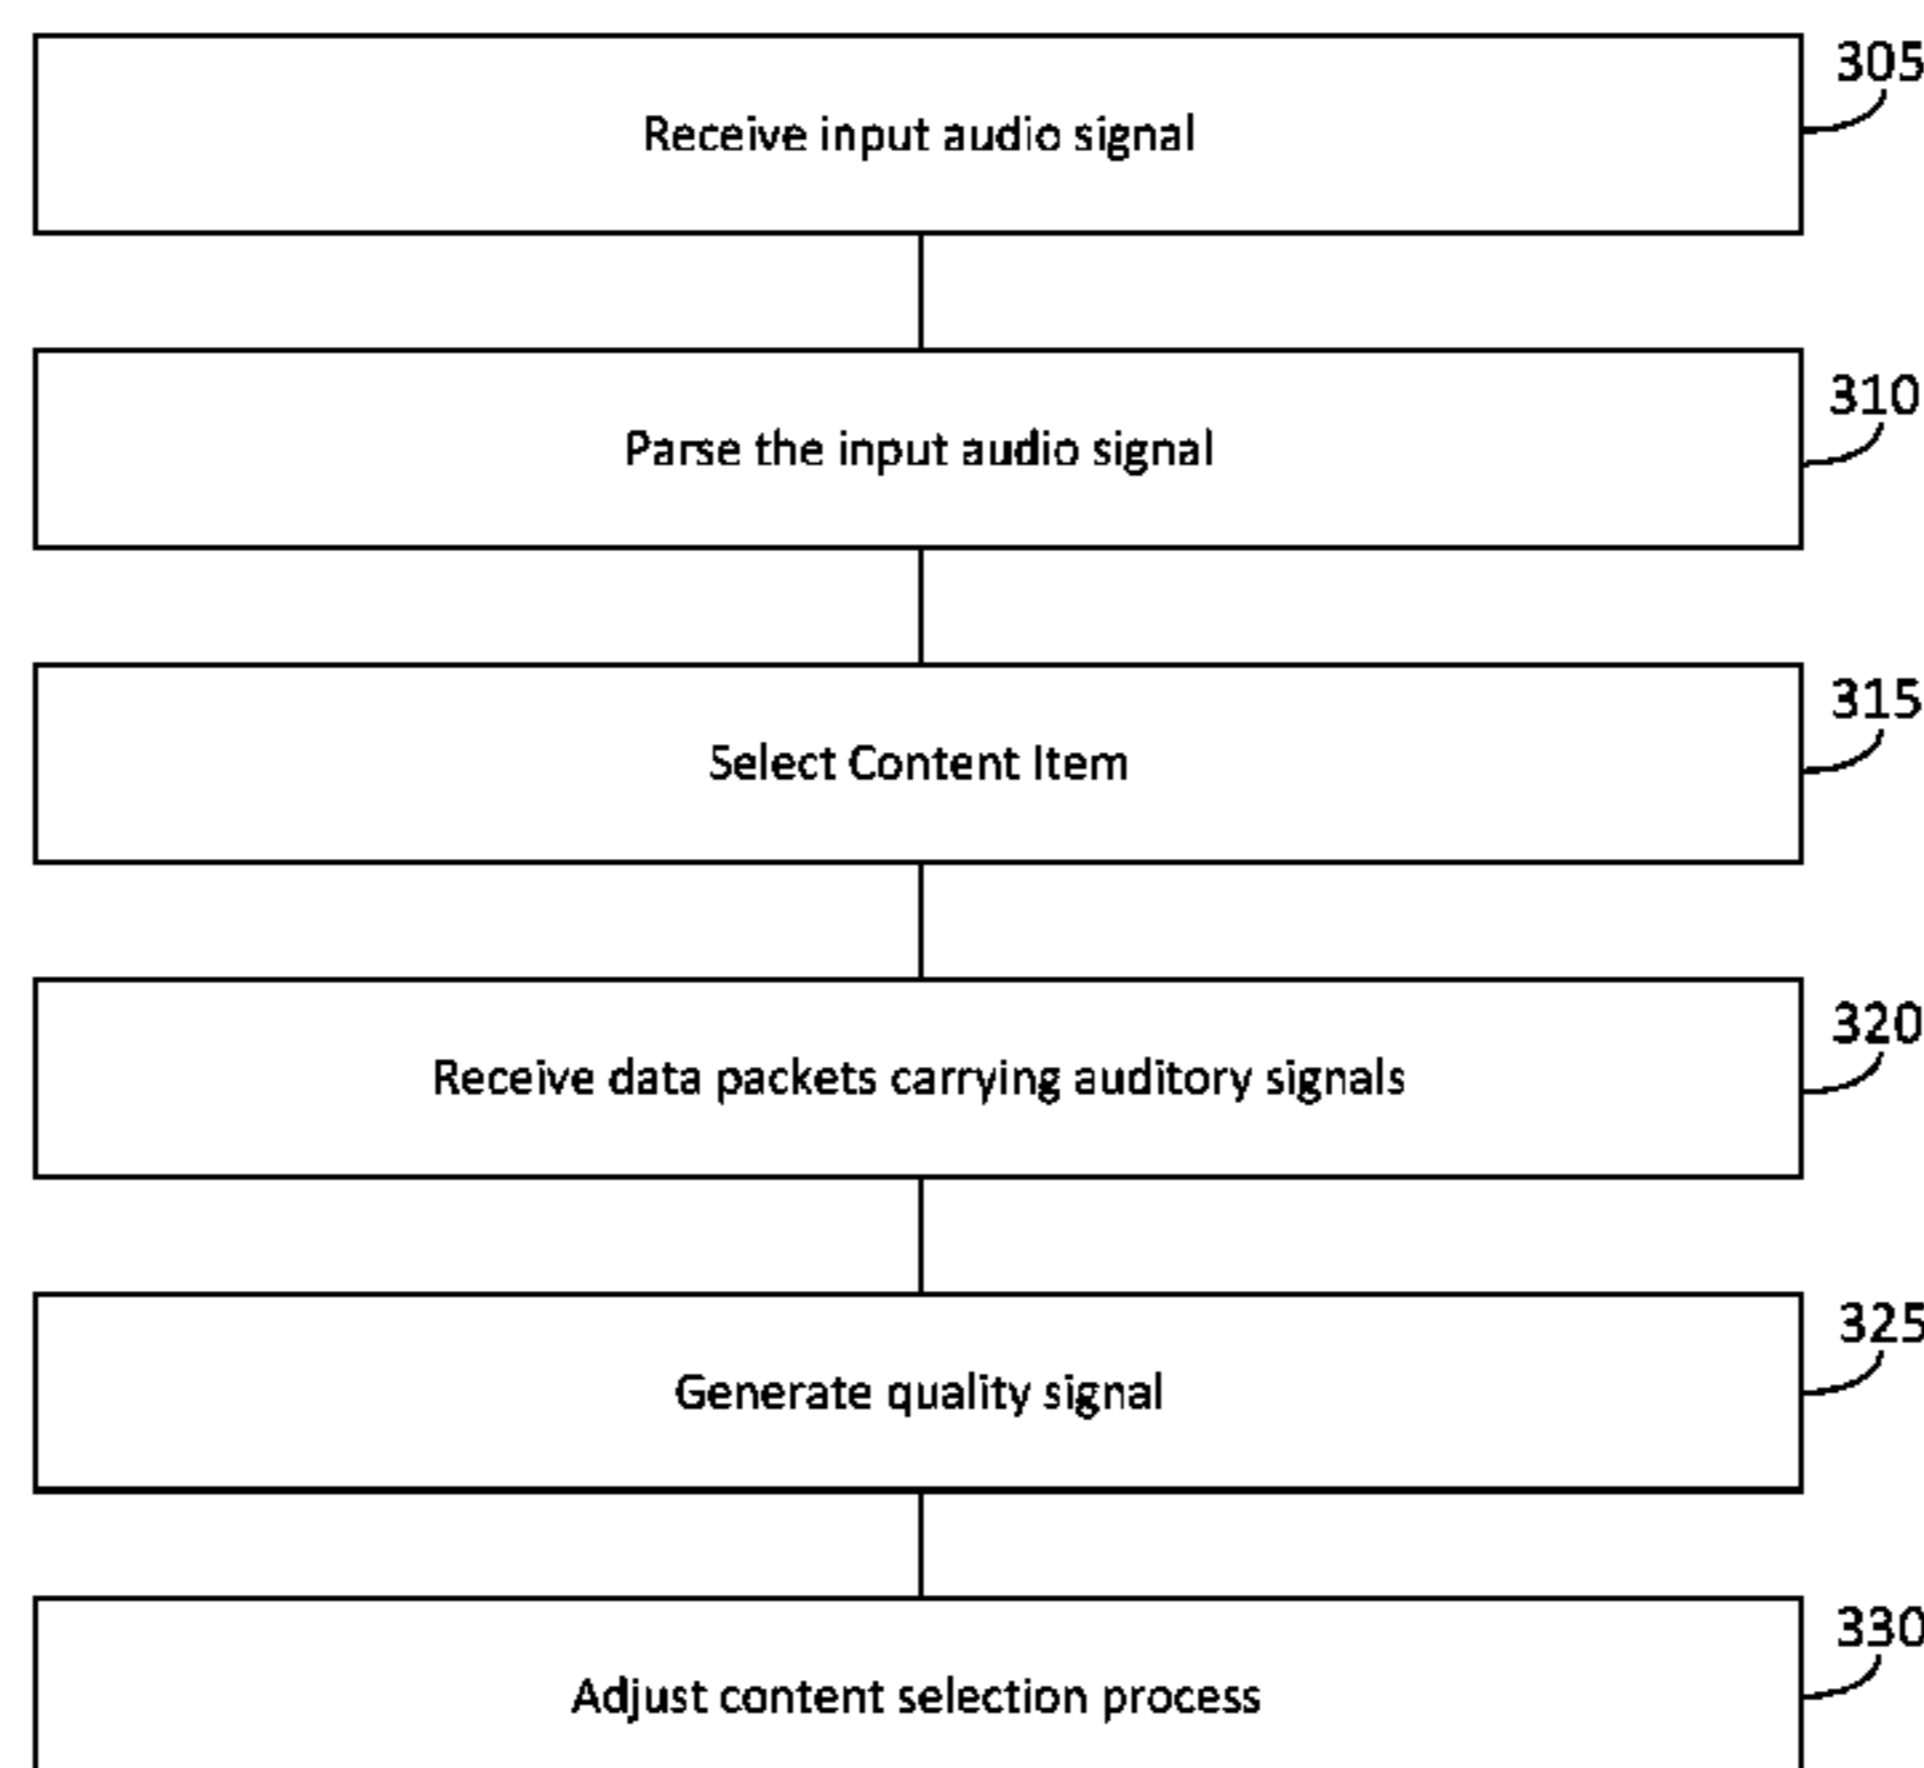 305
Receive input audio signal
310
Parse the input audio signal
315
Select Content Item
320
Receive data packets carrying auditory signals
325
Generate quality signal
330
Adjust content selection process